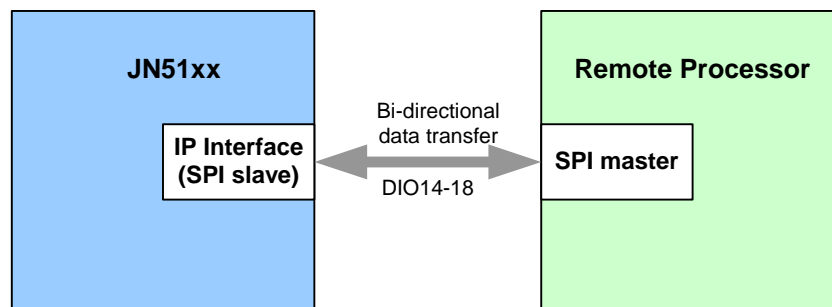 JN51xx
Remote Processor
Bi-directional
data transfer
IP Interface
(SPI slave)
SPI master
DIO14-18